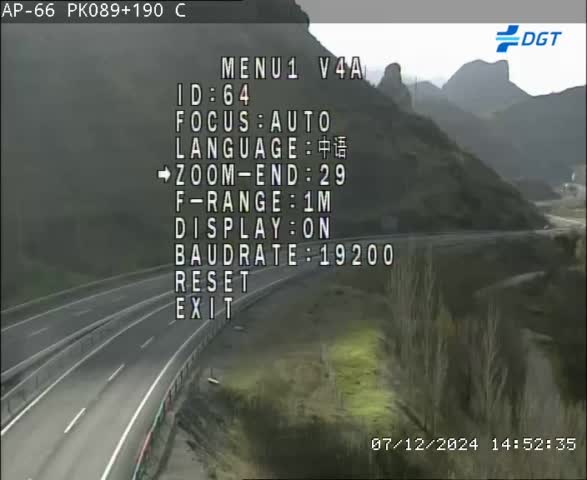 AP-66 PK089+190 C
DGT
MENU1 V4A
ID:64
FOCUS:AUTO
LANGUAGE:中语
ZOOM-END:29
F-RANGE:1M
DISPLAY:ON
BAUDRATE:19200
RESET
EXIT
07/12/2024 14:52:35